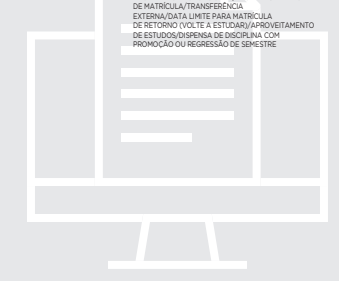 DE MATRÍCULA/TRANSFERÊNCIA
EXTERNA/DATA LIMITE PARA MATRÍCULA
DE RETORNO (VOLTE A ESTUDAR)/APROVEITAMENTO
DE ESTUDOS/DISPENSA DE DISCIPLINA COM
PROMOÇÃO OU REGRESSÃO DE SEMESTRE